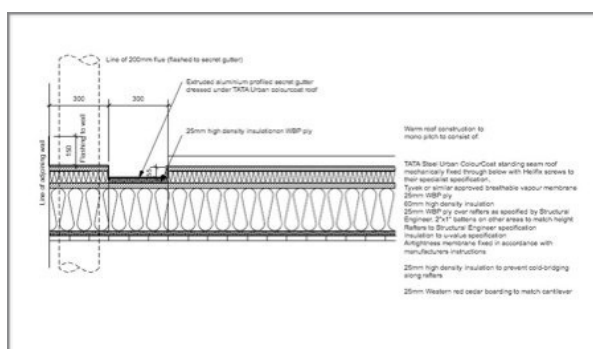 Line of 200mm flue (flashed to secret gutter)
Extruded aluminium profiled secret gutter
dressed under TATA Urban colourcoat roof
300
300
25mm high density insulation on WBP ply
150
Flashing to wall
Line of adjoining wall
55
Warm roof construction to
mono pitch to consist of:
TATA Steel Urban ColourCoat standing seam roof
mechanically fixed through below with Helifix screws to
their specialist specification.
Tyvek or similar approved breathable vapour membrane
25mm WBP ply
60mm high density insulation
25mm WBP ply over rafters as specified by Structural
Engineer. 2"x1" battens on other areas to match height
Rafters to Structural Engineer specification
Insulation to u-value specification
Airtightness membrane fixed in accordance with
manufacturers instructions
25mm high density insulation to prevent cold-bridging
along rafters
25mm Western red cedar boarding to match cantilever